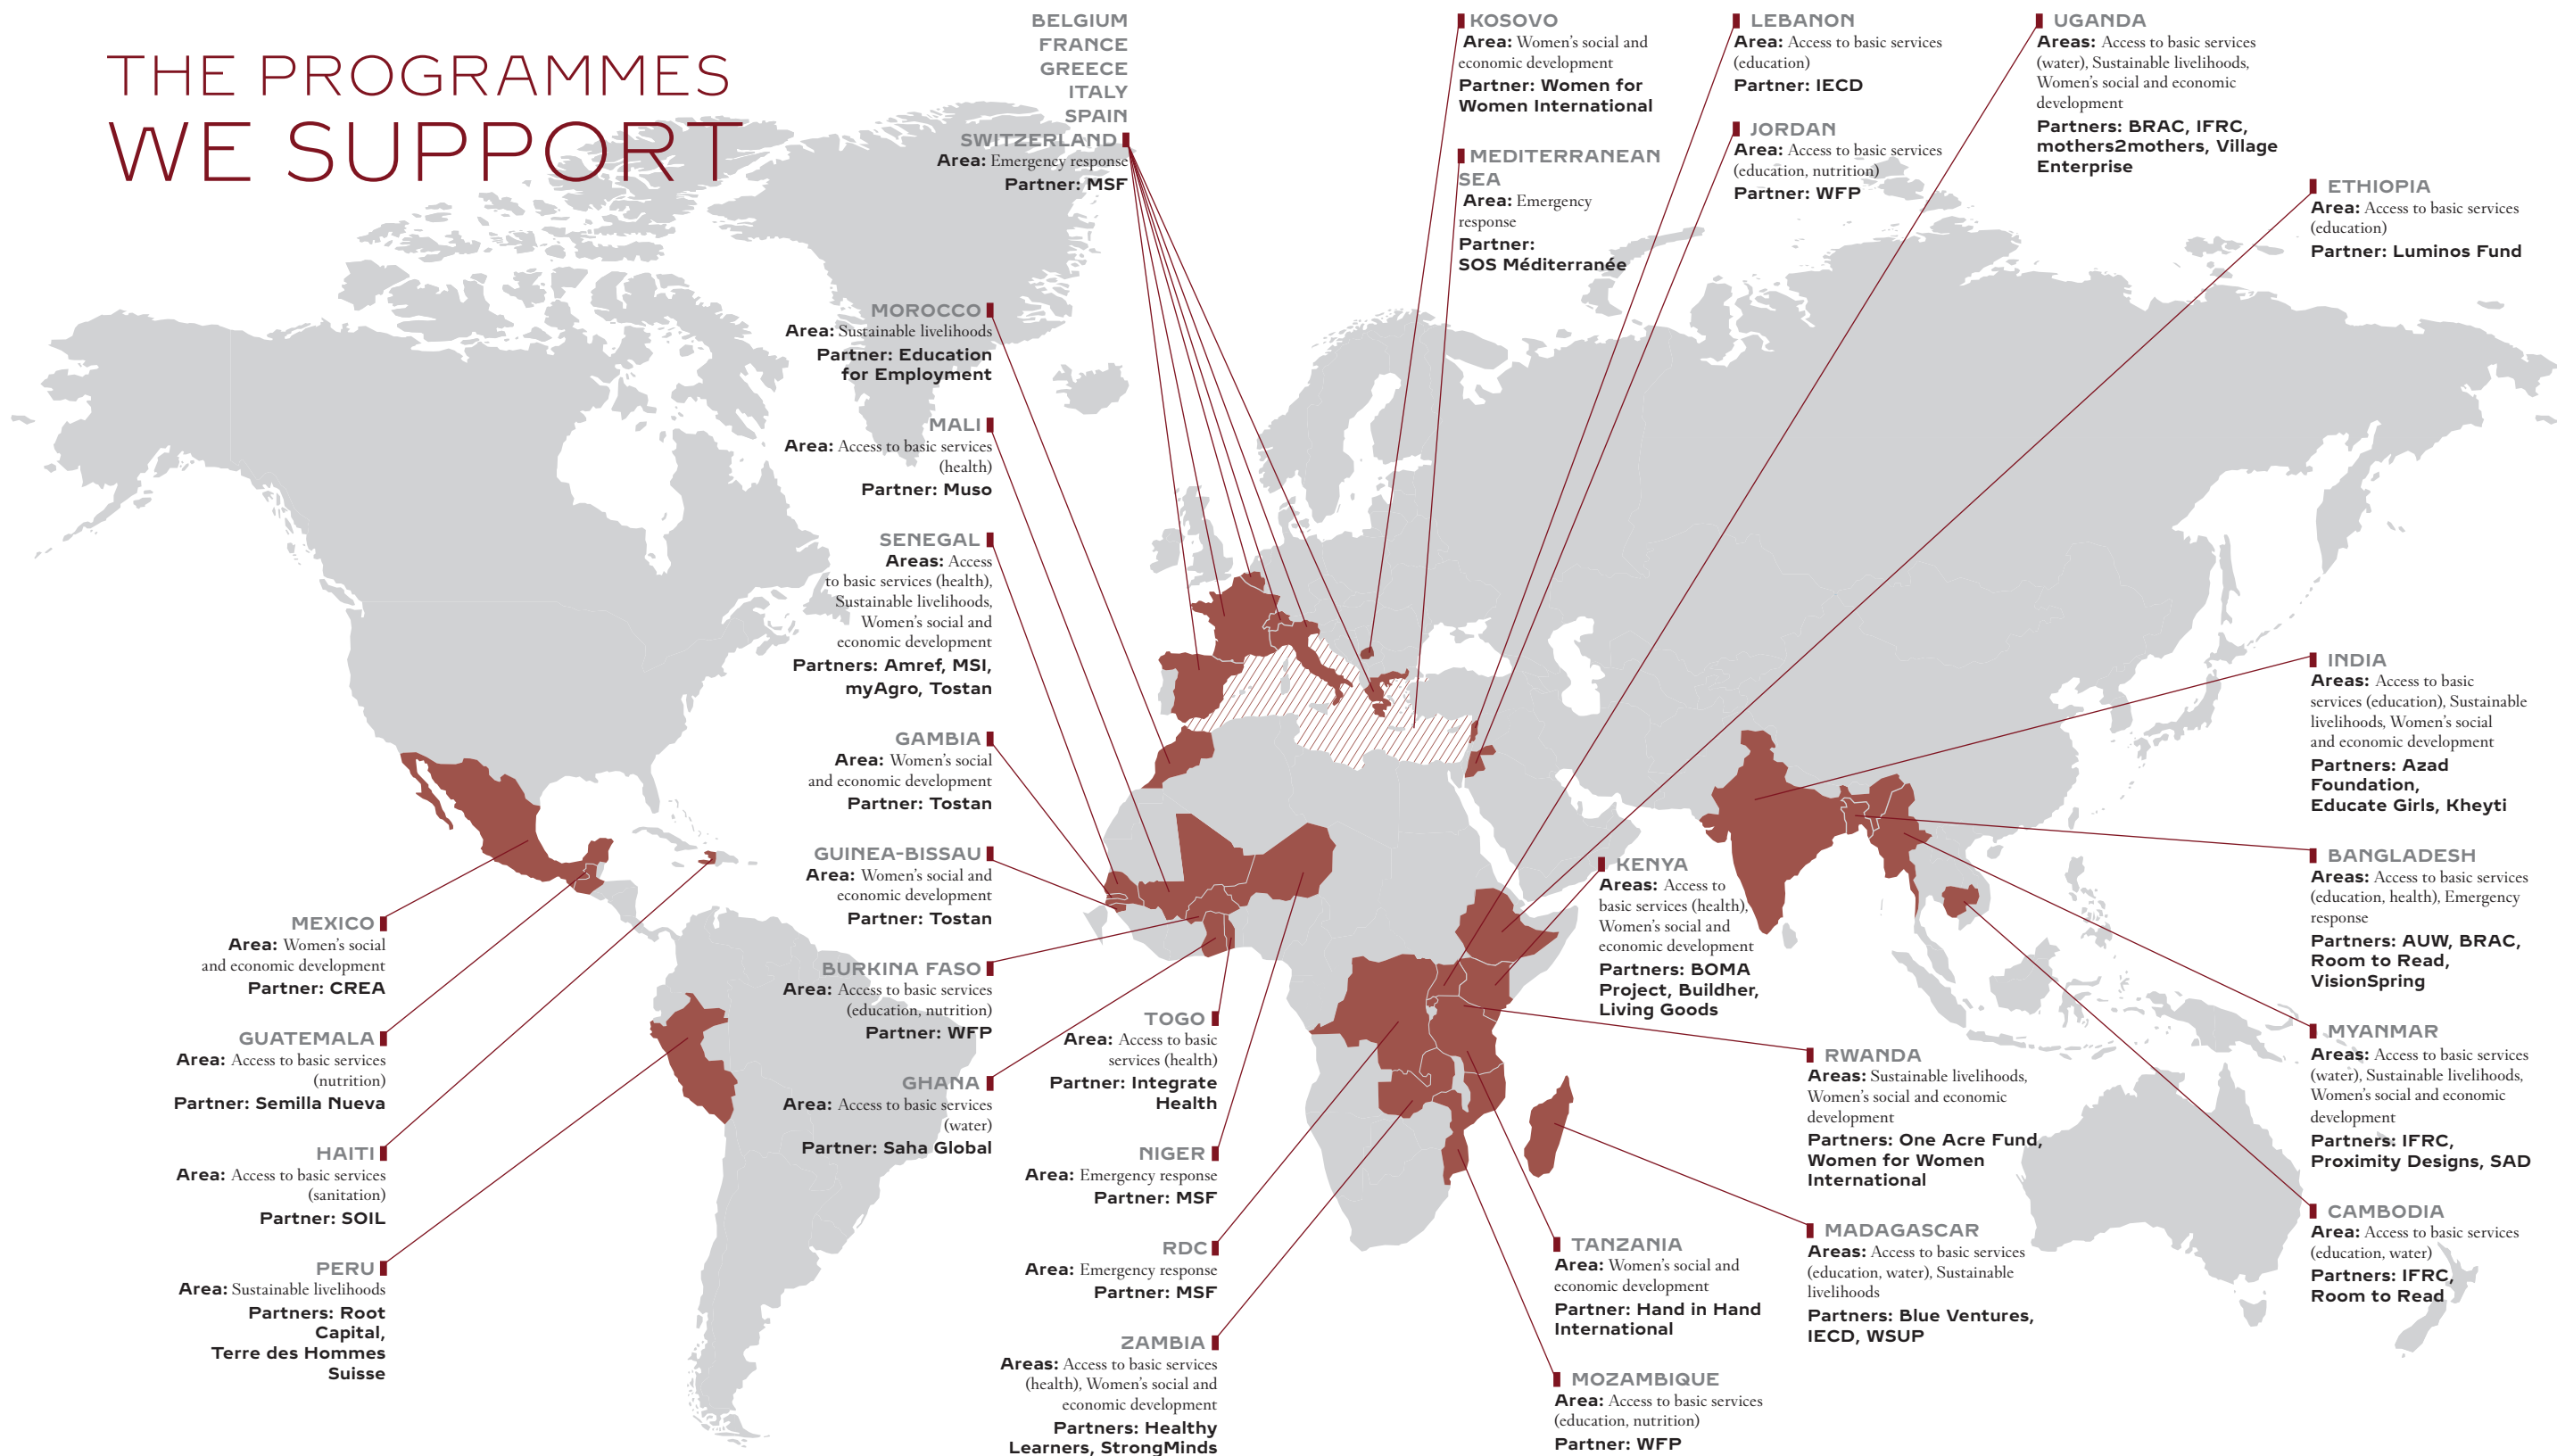 THE PROGRAMMES
WE SUPPORT
BELGIUM
FRANCE
GREECE
ITALY
SPAIN
SWITZERLAND
Area: Emergency response
Partner: MSF
MOROCCO
Area: Sustainable livelihoods
Partner: Education
for Employment
MALI
Area: Access to basic services
(health)
Partner: Muso
SENEGAL
Areas: Access
to basic services (health),
Sustainable livelihoods,
Women's social and
economic development
Partners: Amref, MSI,
myAgro, Tostan
GAMBIA
Area: Women's social
and economic development
Partner: Tostan
GUINEA-BISSAU
Area: Women's social and
economic development
Partner: Tostan
BURKINA FASO
Area: Access to basic services
(education, nutrition)
Partner: WFP
GHANA
Area: Access to basic services
(water)
Partner: Saha Global
MEXICO
Area: Women's social
and economic development
Partner: CREA
GUATEMALA
Area: Access to basic services
(nutrition)
Partner: Semilla Nueva
HAITI
Area: Access to basic services
(sanitation)
Partner: SOIL
PERU
Area: Sustainable livelihoods
Partners: Root
Capital,
Terre des Hommes
Suisse
TOGO
Area: Access to basic
services (health)
Partner: Integrate
Health
NIGER
Area: Emergency response
Partner: MSF
RDC
Area: Emergency response
Partner: MSF
ZAMBIA
Areas: Access to basic services
(health), Women's social and
economic development
Partners: Healthy
Learners, StrongMinds
KOSOVO
Area: Women's social and
economic development
Partner: Women for
Women International
MEDITERRANEAN
SEA
Area: Emergency
response
Partner:
SOS Méditerranée
LEBANON
Area: Access to basic services
(education)
Partner: IECD
JORDAN
Area: Access to basic services
(education, nutrition)
Partner: WFP
UGANDA
Areas: Access to basic services
(water), Sustainable livelihoods,
Women's social and economic
development
Partners: BRAC, IFRC,
mothers2mothers, Village
Enterprise
ETHIOPIA
Area: Access to basic services
(education)
Partner: Luminos Fund
INDIA
Areas: Access to basic
services (education), Sustainable
livelihoods, Women's social
and economic development
Partners: Azad
Foundation,
Educate Girls, Kheyti
BANGLADESH
Areas: Access to basic services
(education, health), Emergency
response
Partners: AUW, BRAC,
Room to Read,
VisionSpring
MYANMAR
Areas: Access to basic services
(water), Sustainable livelihoods,
Women's social and economic
development
Partners: IFRC,
Proximity Designs, SAD
CAMBODIA
Area: Access to basic services
(education, water)
Partners: IFRC,
Room to Read
KENYA
Areas: Access to
basic services (health),
Women's social and
economic development
Partners: BOMA
Project, Buildher,
Living Goods
RWANDA
Areas: Sustainable livelihoods,
Women's social and economic
development
Partners: One Acre Fund,
Women for Women
International
MADAGASCAR
Areas: Access to basic services
(education, water), Sustainable
livelihoods
Partners: Blue Ventures,
IECD, WSUP
TANZANIA
Area: Women's social and
economic development
Partner: Hand in Hand
International
MOZAMBIQUE
Area: Access to basic services
(education, nutrition)
Partner: WFP